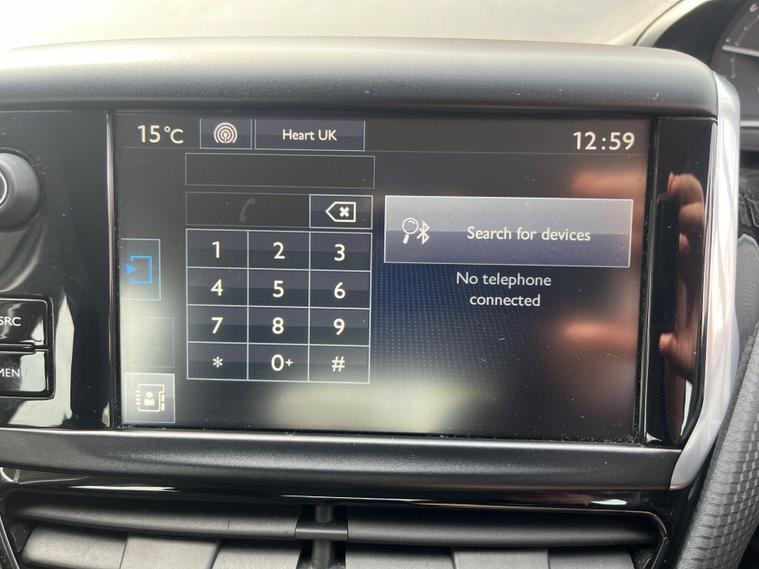 15°C
Heart UK
12:59
Search for devices
No telephone
connected
1 2 3
4 5 6
7 8 9
* 0+ #
SRC
MENU